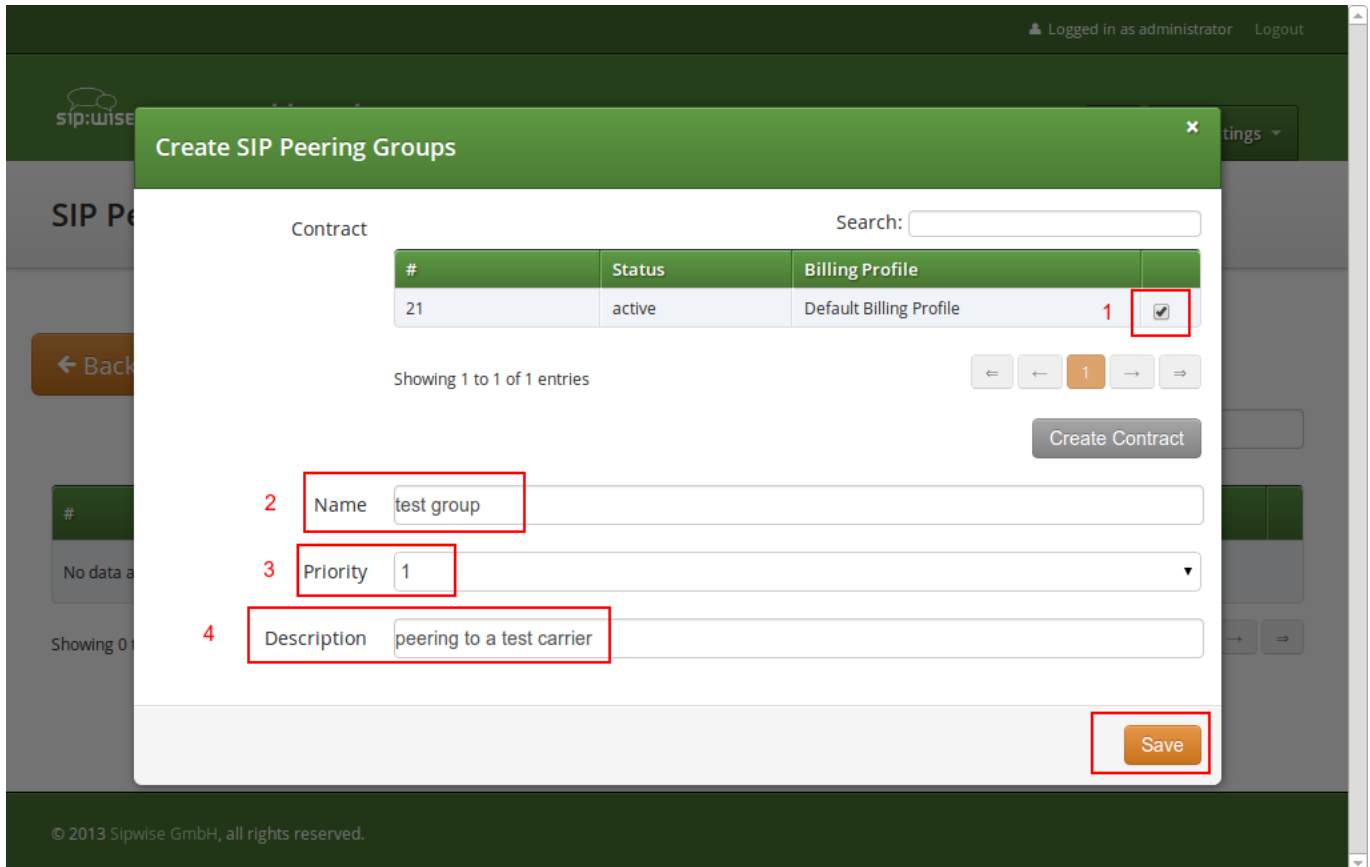 Logged in as administrator Logout
sip:wise
tings
Create SIP Peering Groups ×
SIP Pe
Contract
Search:
# Status Billing Profile
21 active Default Billing Profile 1
Showing 1 to 1 of 1 entries
⇐ ← 1 → ⇒
Back
Create Contract
2 Name test group
#
3 Priority 1
No data a
4 Description peering to a test carrier
Showing 0 t
→ ⇒
Save
© 2013 Sipwise GmbH, all rights reserved.